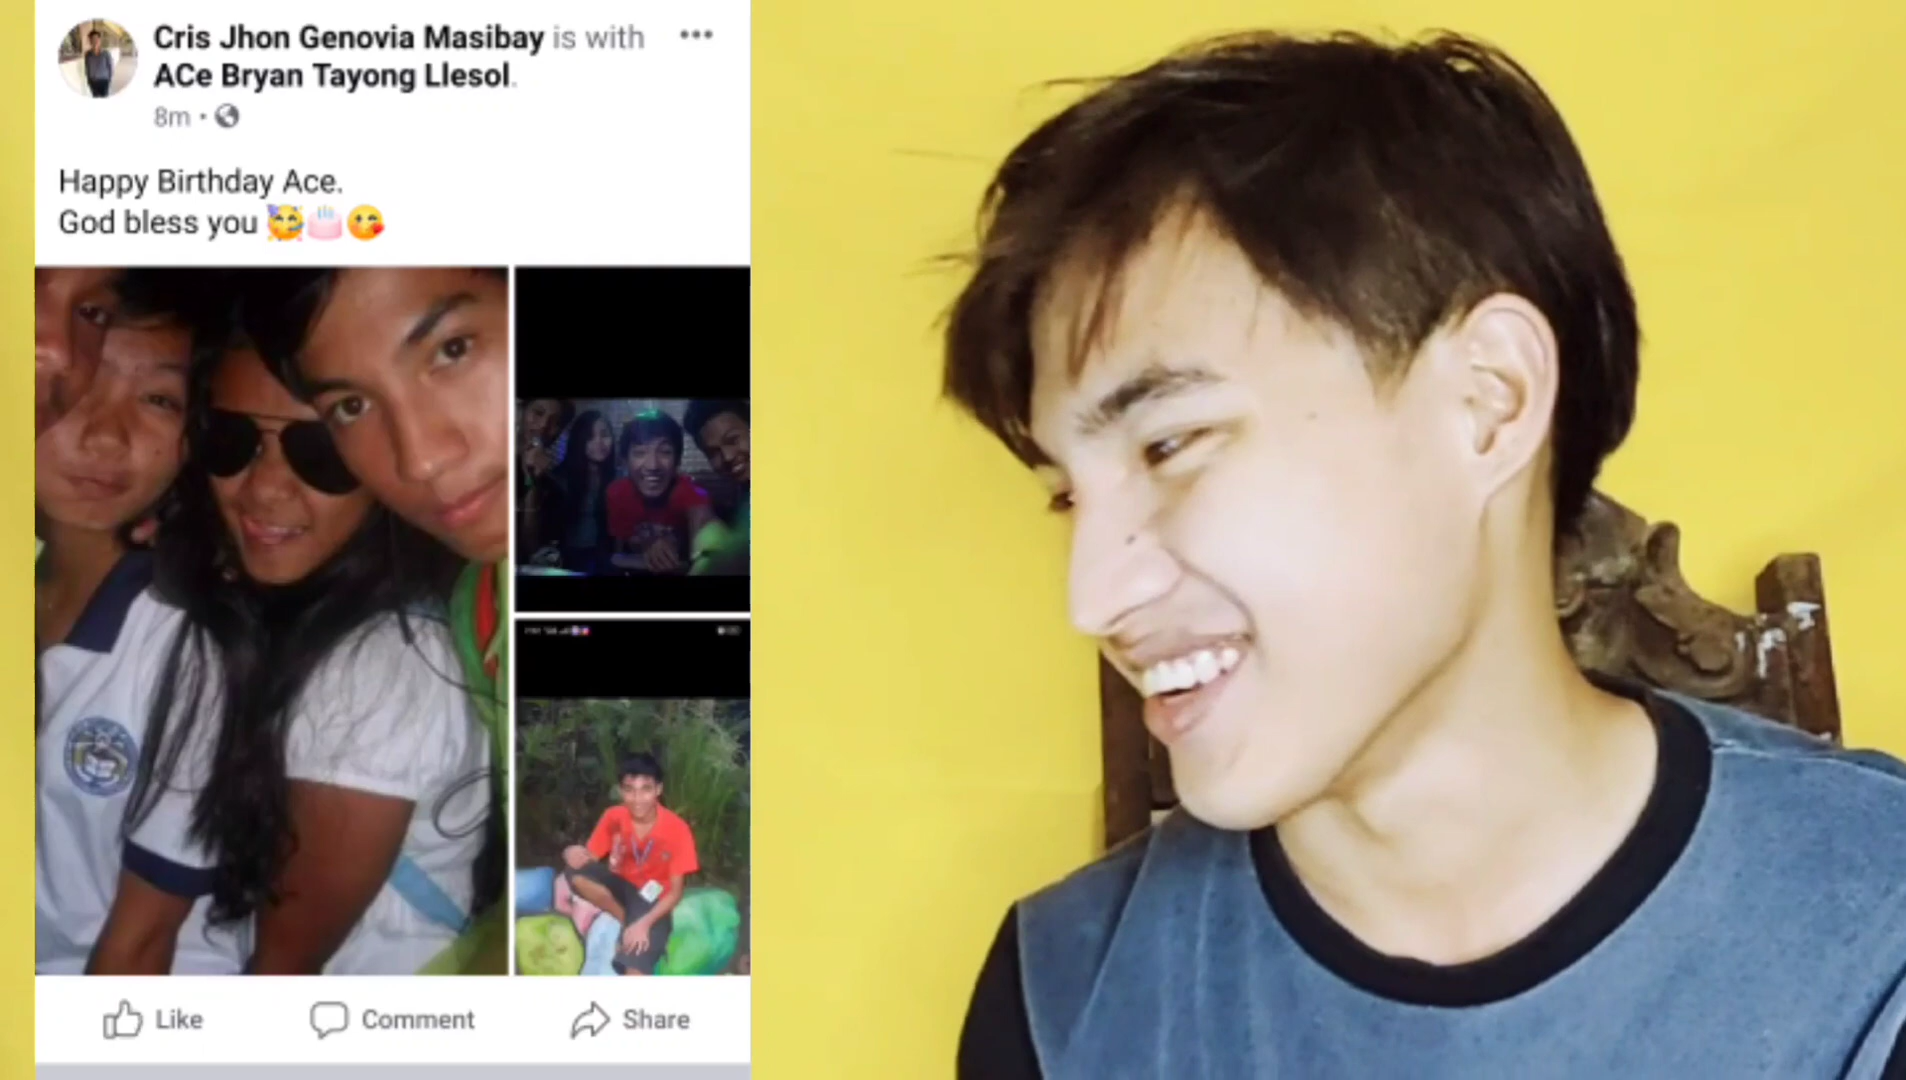 Cris Jhon Genovia Masibay is with
ACe Bryan Tayong Llesol.
8m •
Happy Birthday Ace.
God bless you 🥳🎂😋
Like
Comment
Share